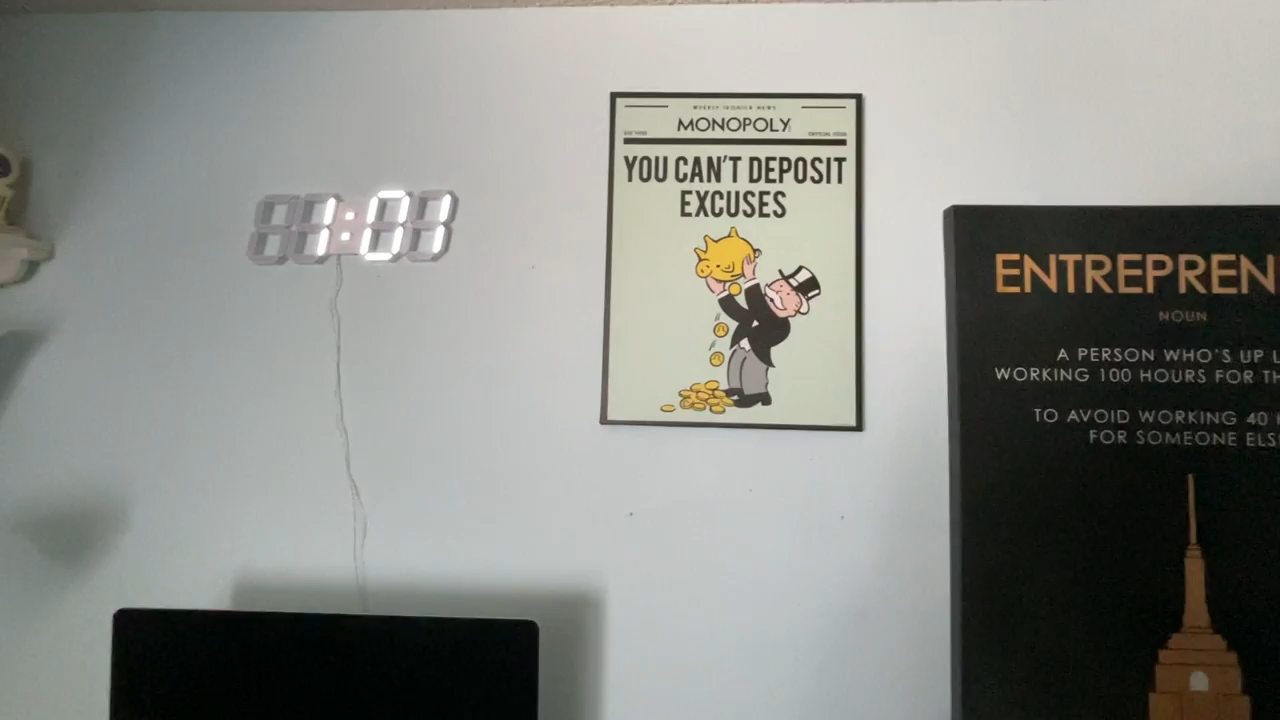 1:01
MONOPOLY
YOU CAN'T DEPOSIT
EXCUSES
ENTREPREN
NOUN
A PERSON WHO'S UP L
WORKING 100 HOURS FOR TH
TO AVOID WORKING 40 H
FOR SOMEONE ELS